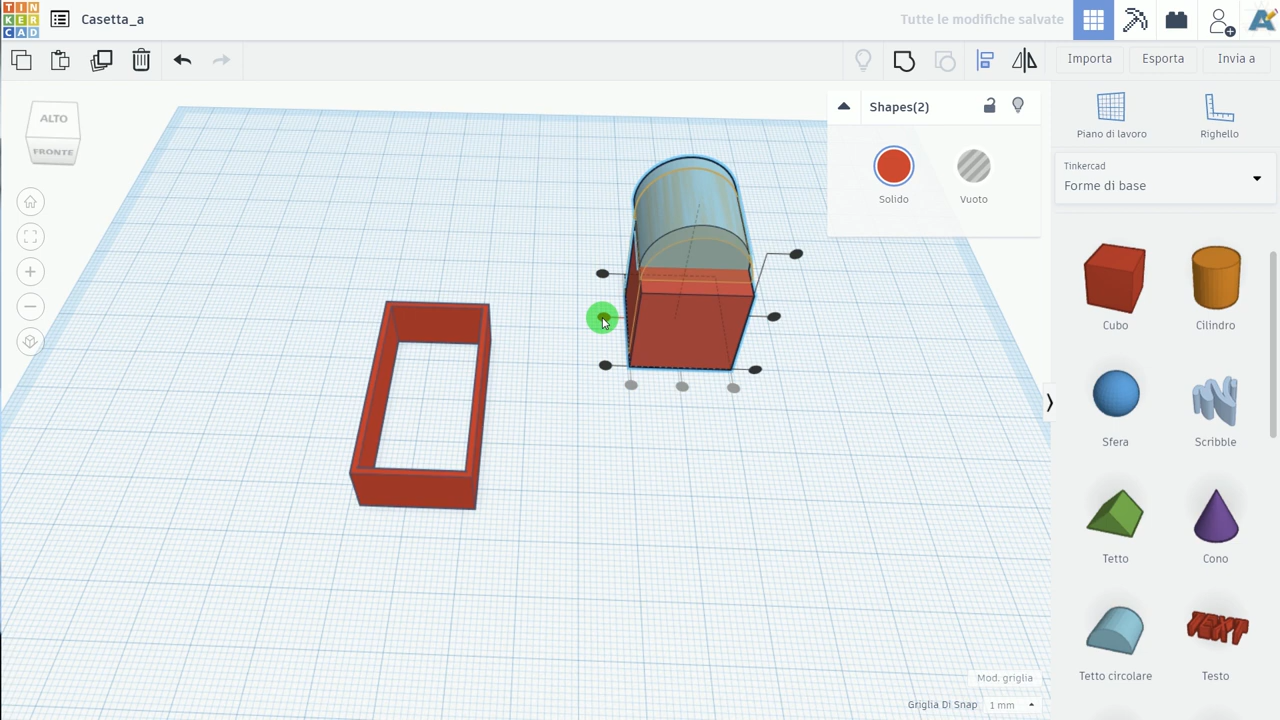 TIN
KER
CAD
Casetta_a
Tutte le modifiche salvate
Importa
Esporta
Invia a
ALTO
FRONTE
Shapes(2)
Solido
Vuoto
Piano di lavoro
Righello
Tinkercad
Forme di base
Cubo
Cilindro
Sfera
Scribble
Tetto
Cono
TEXT
Tetto circolare
Testo
Mod. griglia
Griglia Di Snap
1 mm